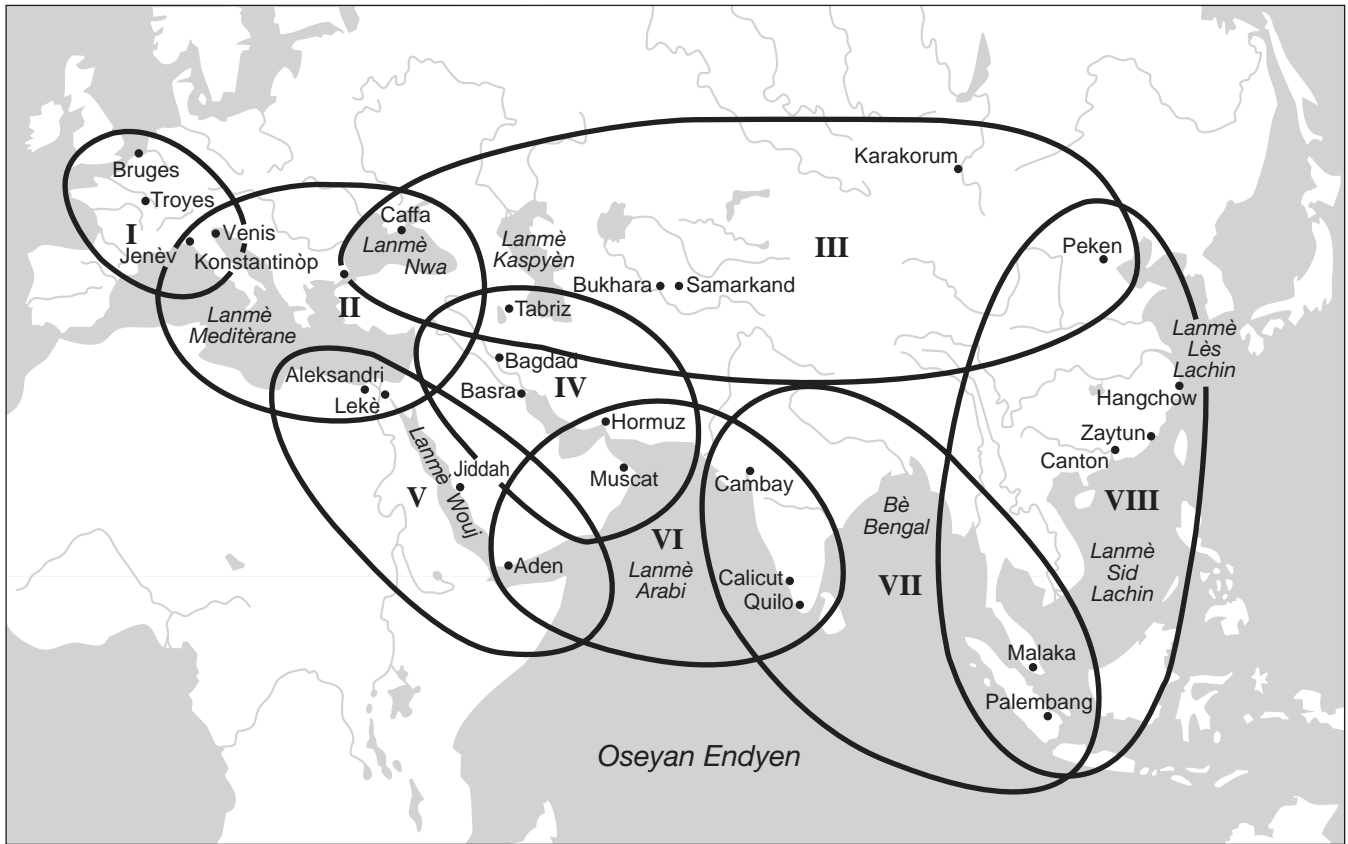 Karakorum
Bruges
Troyes
Caffa
I
Venis
Jenèv
Konstantinòp
Lanmè
Nwa
Lanmè
Kaspyèn
III
Peken
Bukhara
Samarkand
II
Tabriz
Lanmè
Meditèrane
Lanmè
Lès
Lachin
Bagdad
IV
Aleksandri
Lekè
Basra
Hangchow
Hormuz
Zaytun
Canton
Lanmè Wouj
Jiddah
Muscat
Cambay
V
VIII
Bè
Bengal
VI
Aden
Lanmè
Arabi
Calicut
Quilo
VII
Lanmè
Sid
Lachin
Malaka
Palembang
Oseyan Endyen